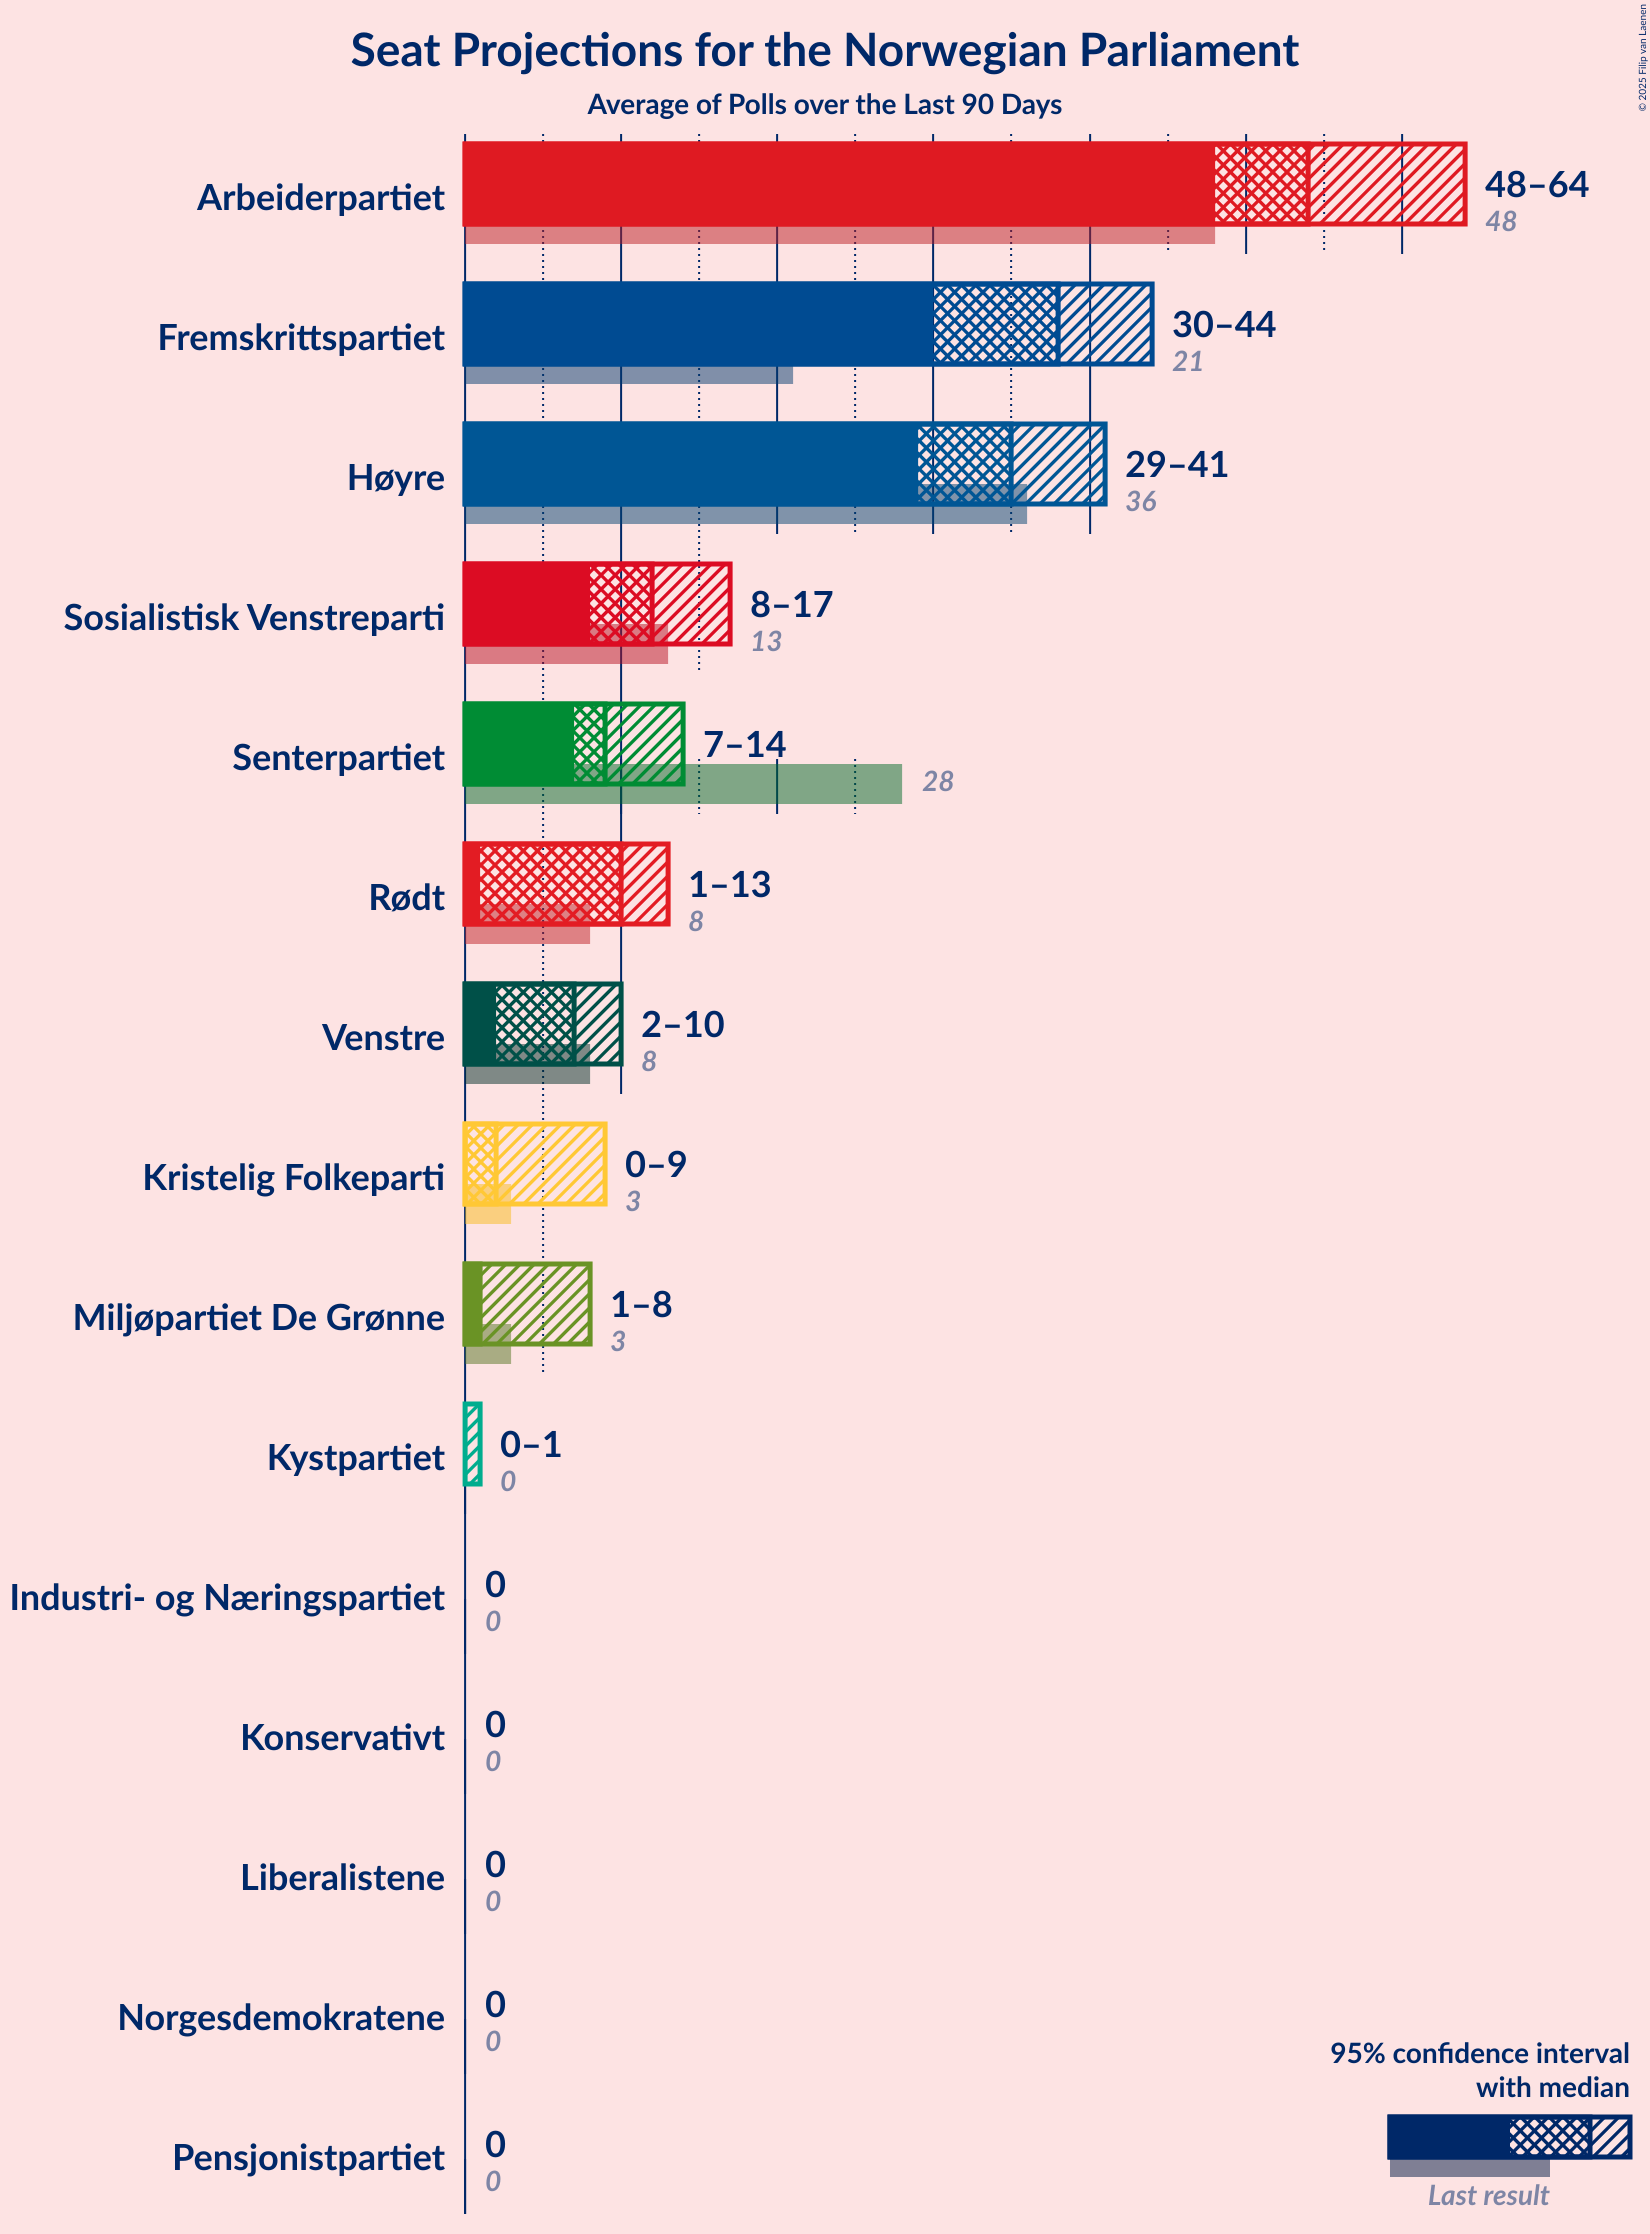 Seat Projections for the Norwegian Parliament
Average of Polls over the Last 90 Days
© 2025 Filip van Laenen
Arbeiderpartiet
48–64
48
Fremskrittspartiet
30–44
21
Høyre
29–41
36
Sosialistisk Venstreparti
8–17
13
Senterpartiet
7–14
28
Rødt
1–13
8
Venstre
2–10
8
Kristelig Folkeparti
0–9
3
Miljøpartiet De Grønne
1–8
3
Kystpartiet
0–1
0
Industri- og Næringspartiet
0
0
Konservativt
0
0
Liberalistene
0
0
Norgesdemokratene
0
0
Pensjonistpartiet
0
0
95% confidence interval
with median
Last result